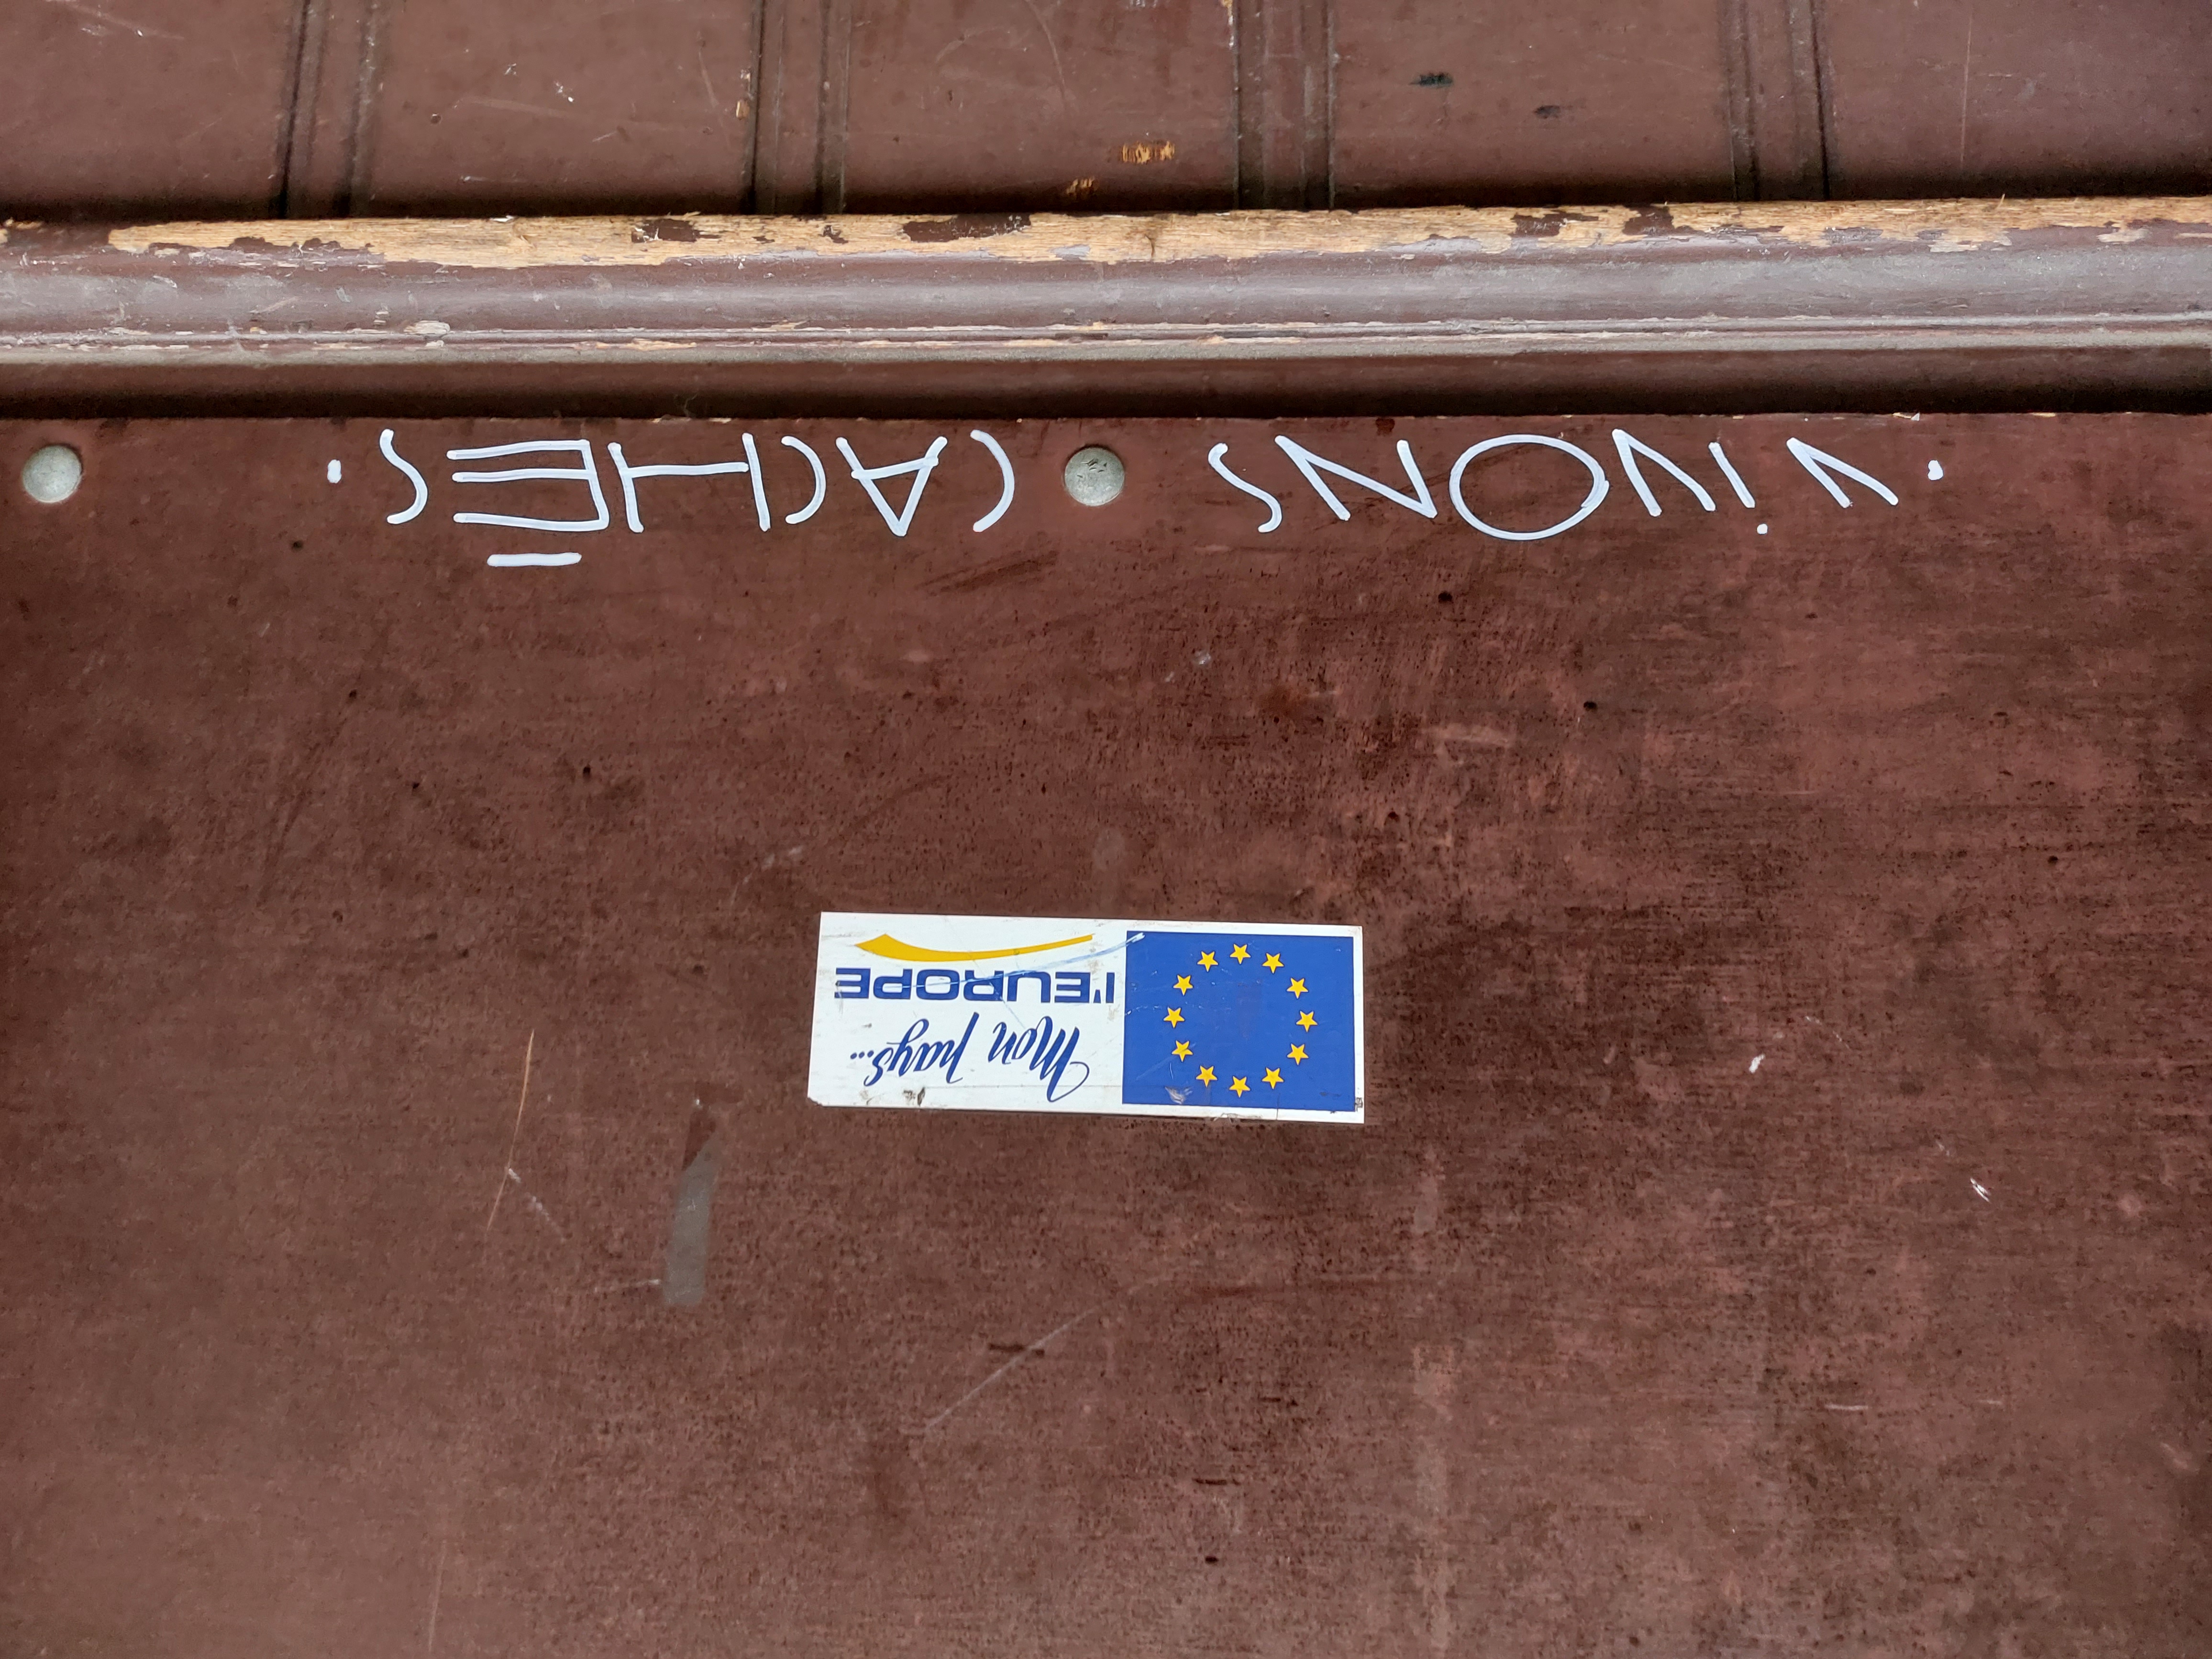 Mon pays...
l'EUROPE
.ViVONS CACHÉS.